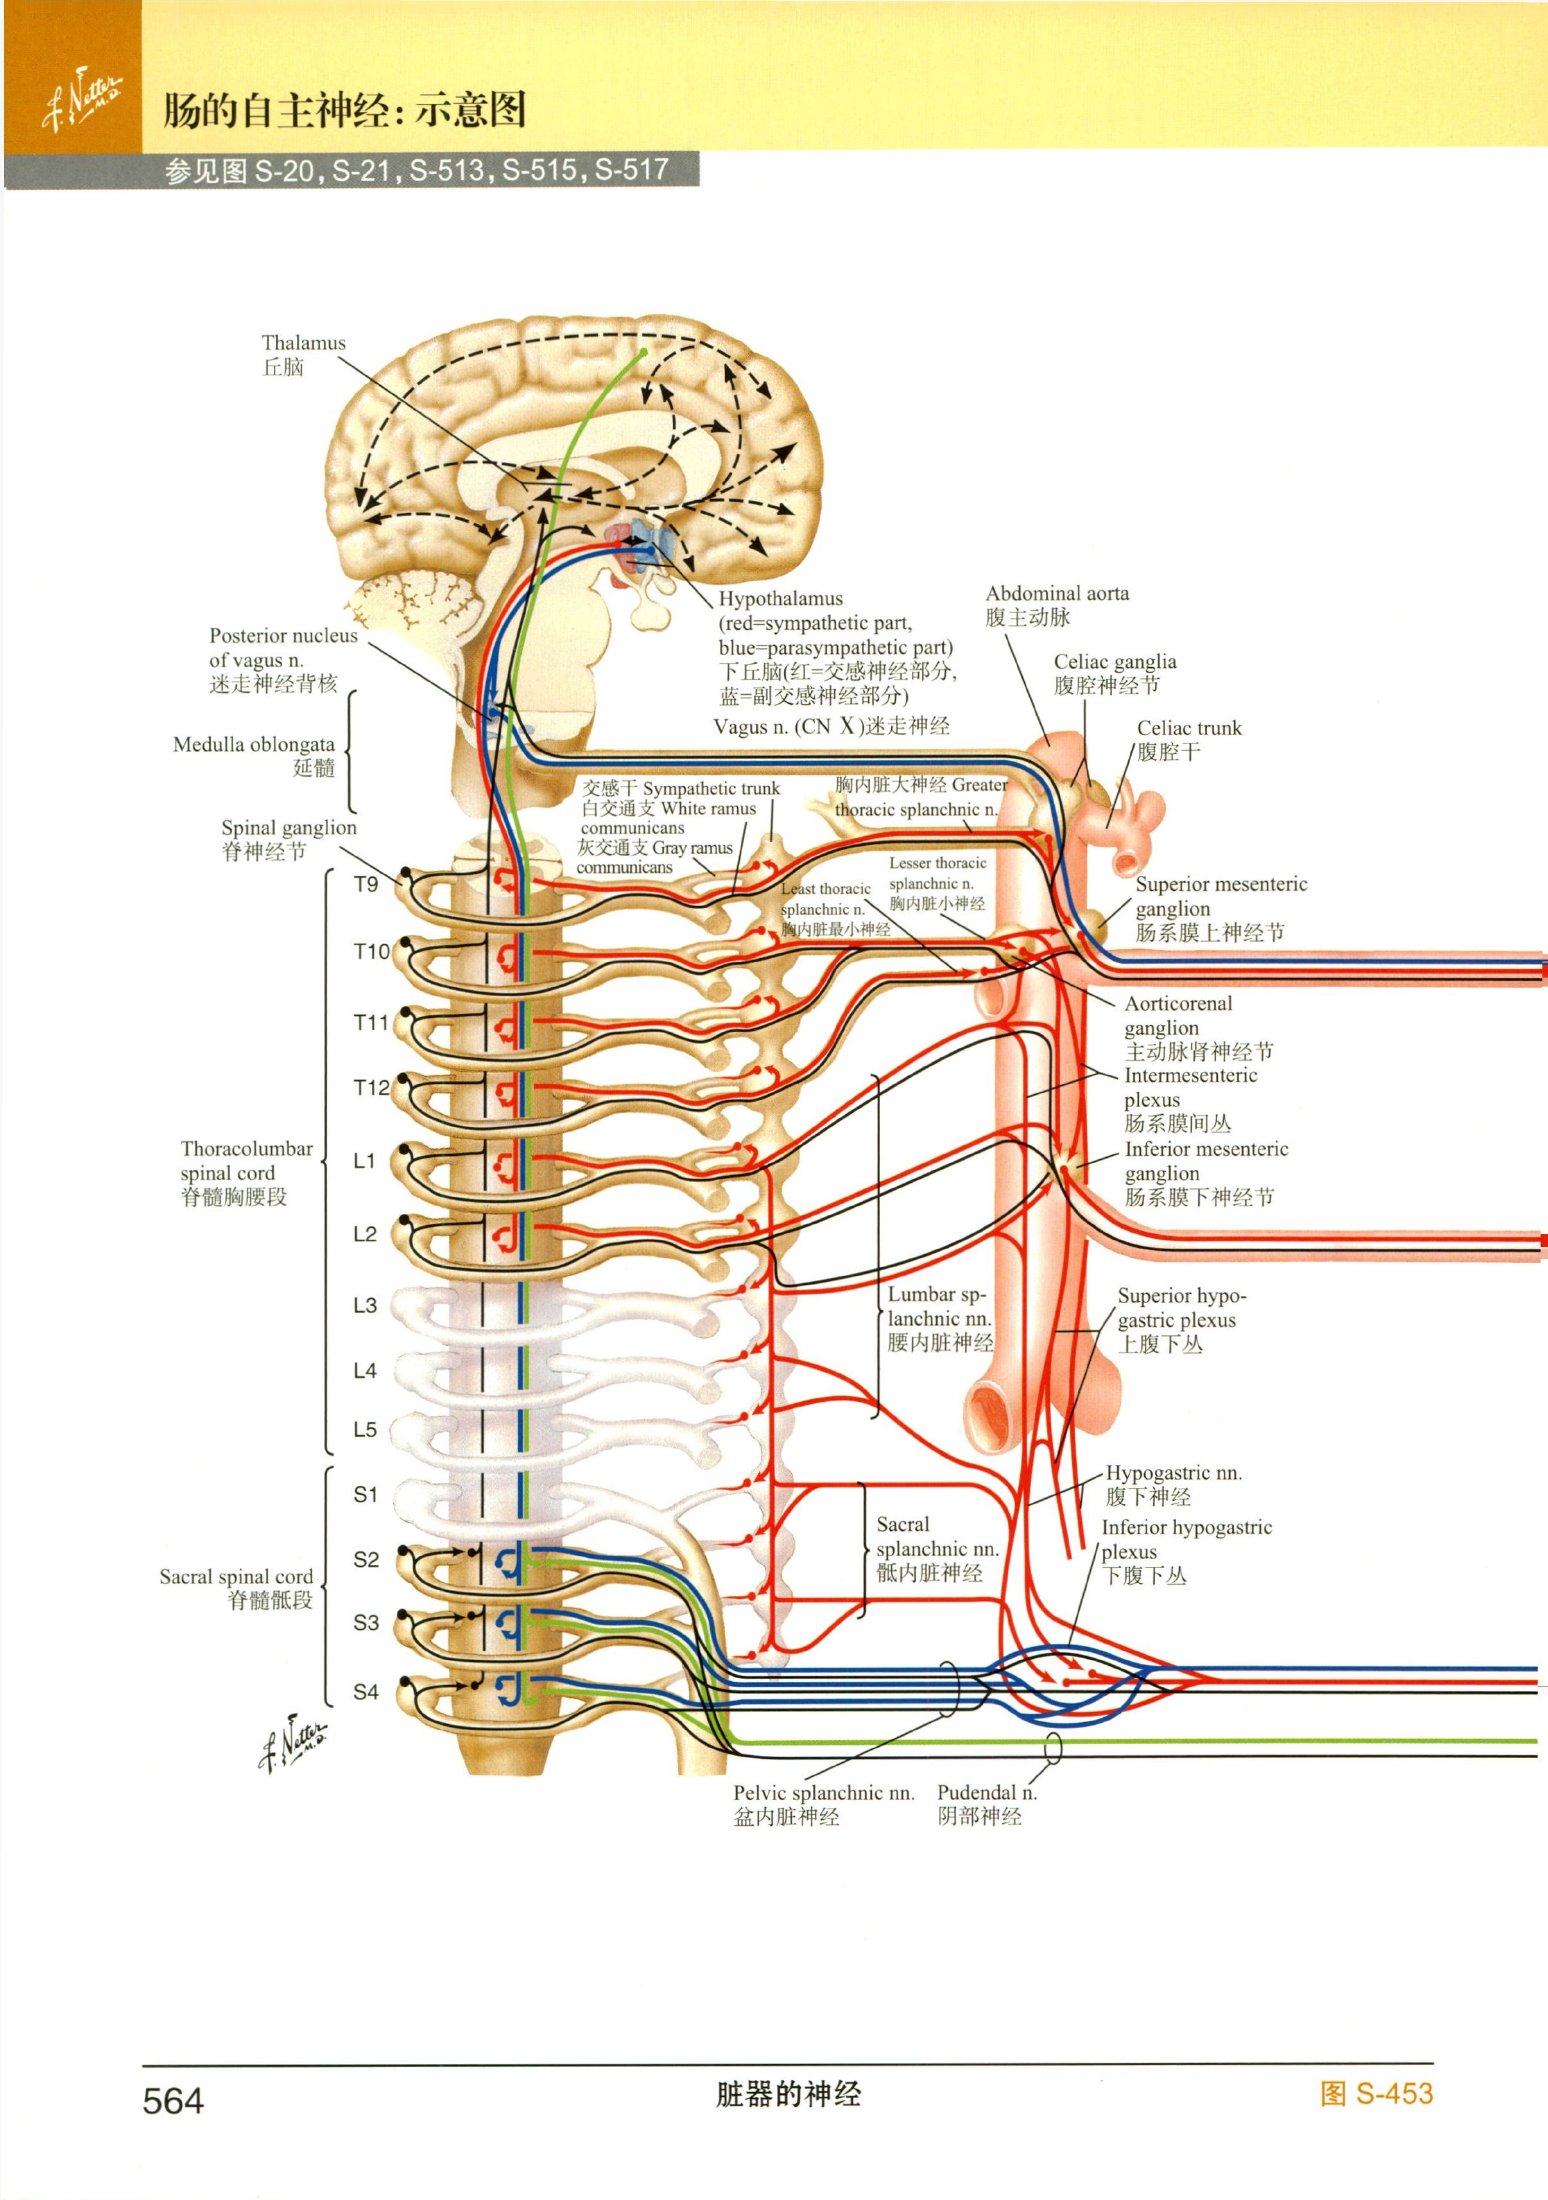 F. Netter M.D.
肠的自主神经：示意图
参见图 S-20, S-21, S-513, S-515, S-517
Thalamus
丘脑
Hypothalamus
(red=sympathetic part,
blue=parasympathetic part)
下丘脑(红=交感神经部分,
蓝=副交感神经部分)
Vagus n. (CN X)迷走神经
Abdominal aorta
腹主动脉
Celiac ganglia
腹腔神经节
Celiac trunk
腹腔干
Posterior nucleus
of vagus n.
迷走神经背核
Medulla oblongata
延髓
Spinal ganglion
脊神经节
交感干 Sympathetic trunk
白交通支 White ramus
communicans
灰交通支 Gray ramus
communicans
胸内脏大神经 Greater
thoracic splanchnic n.
Lesser thoracic
splanchnic n.
胸内脏小神经
Least thoracic
splanchnic n.
胸内脏最小神经
Superior mesenteric
ganglion
肠系膜上神经节
Aorticorenal
ganglion
主动脉肾神经节
Intermesenteric
plexus
肠系膜间丛
Inferior mesenteric
ganglion
肠系膜下神经节
T9
T10
T11
T12
L1
L2
L3
L4
L5
S1
S2
S3
S4
Thoracolumbar
spinal cord
脊髓胸腰段
Sacral spinal cord
脊髓骶段
Lumbar sp-
lanchnic nn.
腰内脏神经
Superior hypo-
gastric plexus
上腹下丛
Hypogastric nn.
腹下神经
Sacral
splanchnic nn.
骶内脏神经
Inferior hypogastric
plexus
下腹下丛
F. Netter M.D.
Pelvic splanchnic nn.
盆内脏神经
Pudendal n.
阴部神经
564
脏器的神经
图 S-453